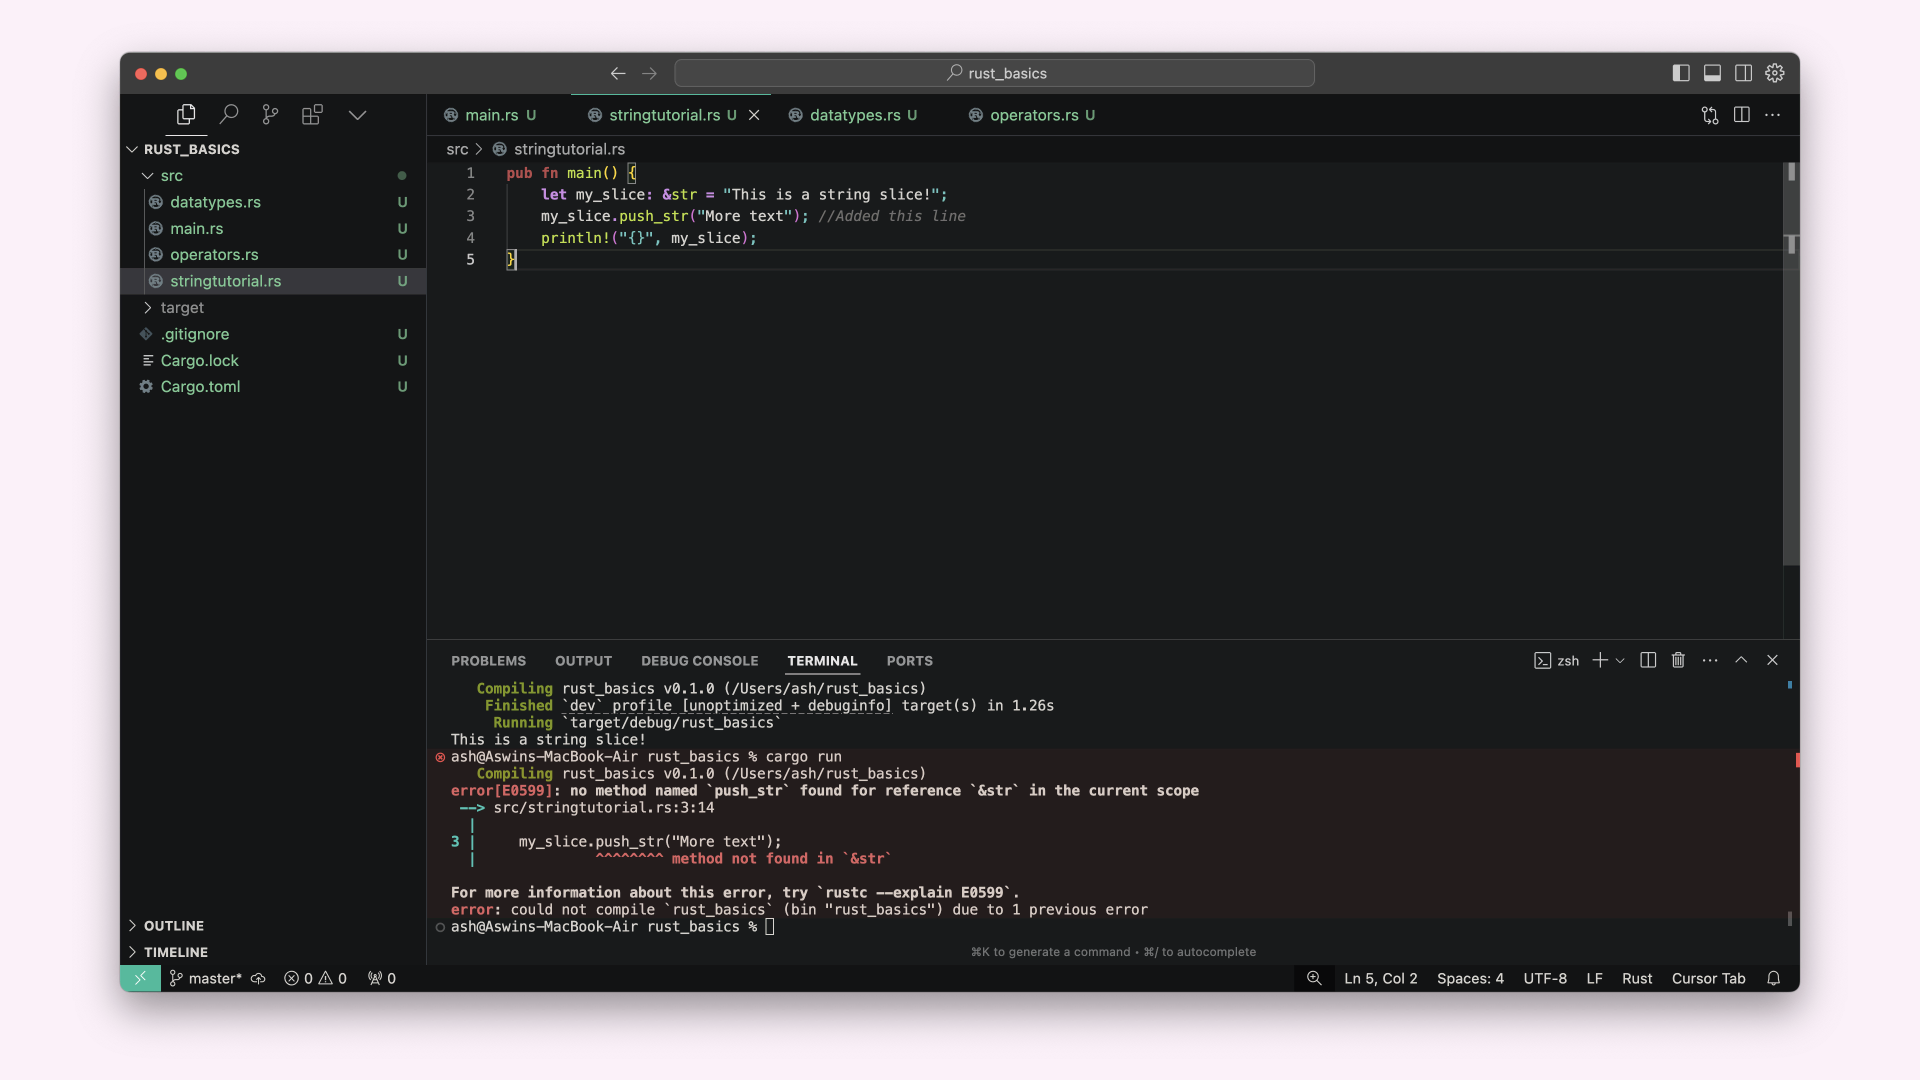 rust_basics
main.rs U
stringtutorial.rs U
datatypes.rs U
operators.rs U
RUST_BASICS
src
datatypes.rs U
main.rs U
operators.rs U
stringtutorial.rs U
target
.gitignore U
Cargo.lock U
Cargo.toml U
OUTLINE
TIMELINE
src > stringtutorial.rs
1 pub fn main() {
2 let my_slice: &str = "This is a string slice!";
3 my_slice.push_str("More text"); //Added this line
4 println!("{}", my_slice);
5 }
PROBLEMS OUTPUT DEBUG CONSOLE TERMINAL PORTS
zsh
Compiling rust_basics v0.1.0 (/Users/ash/rust_basics)
Finished `dev` profile [unoptimized + debuginfo] target(s) in 1.26s
Running `target/debug/rust_basics`
This is a string slice!
ash@Aswins-MacBook-Air rust_basics % cargo run
Compiling rust_basics v0.1.0 (/Users/ash/rust_basics)
error[E0599]: no method named `push_str` found for reference `&str` in the current scope
--> src/stringtutorial.rs:3:14
|
3 | my_slice.push_str("More text");
| ^^^^^^^^ method not found in `&str`
For more information about this error, try `rustc --explain E0599`.
error: could not compile `rust_basics` (bin "rust_basics") due to 1 previous error
ash@Aswins-MacBook-Air rust_basics %
⌘K to generate a command • ⌘/ to autocomplete
master* 0 0 0
Ln 5, Col 2 Spaces: 4 UTF-8 LF Rust Cursor Tab